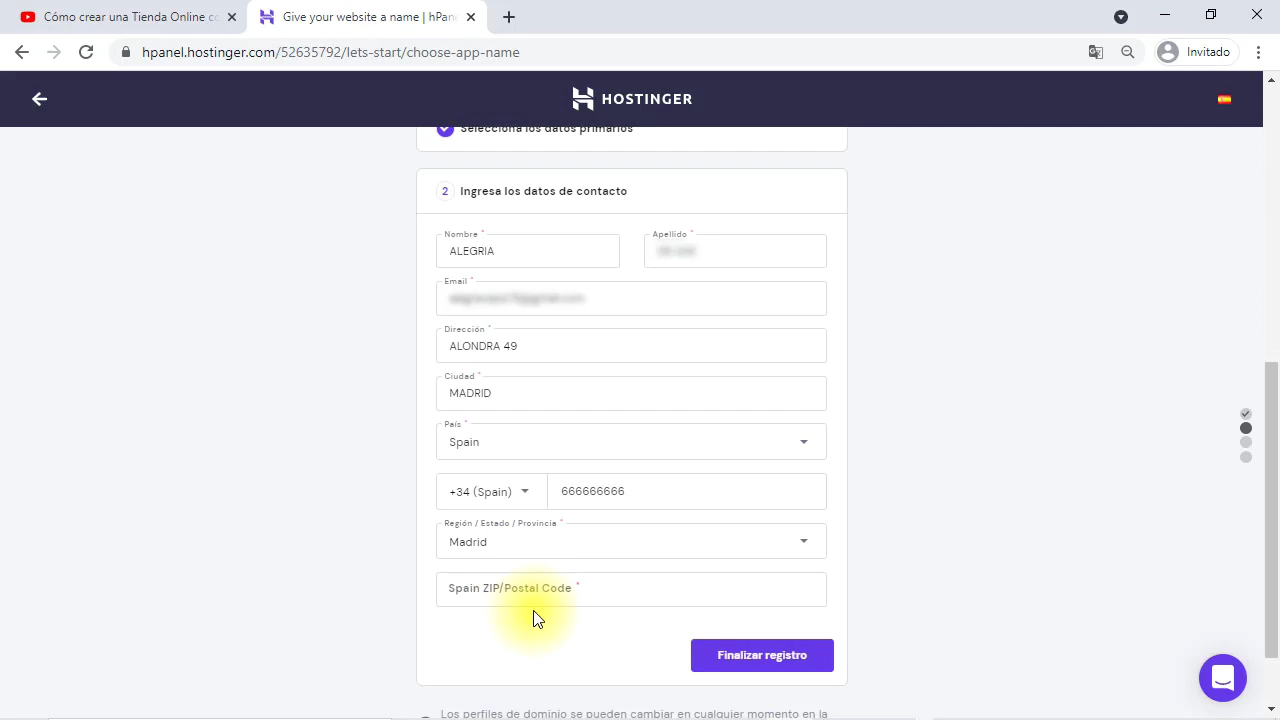 Cómo crear una Tienda Online co
Give your website a name | hPane
hpanel.hostinger.com/52635792/lets-start/choose-app-name
Invitado
HOSTINGER
Selecciona los datos primarios
2 Ingresa los datos de contacto
Nombre *
Apellido *
ALEGRIA
Email *
Dirección *
ALONDRA 49
Ciudad *
MADRID
País *
Spain
+34 (Spain) 666666666
Región / Estado / Provincia *
Madrid
Spain ZIP/Postal Code *
Finalizar registro
Los perfiles de dominio se pueden cambiar en cualquier momento en la